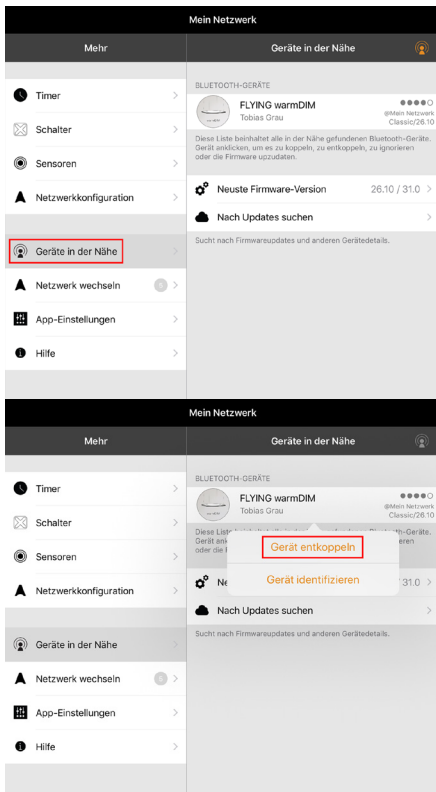 Mein Netzwerk
Mehr
Geräte in der Nähe
Timer
Schalter
Sensoren
Netzwerkkonfiguration
Geräte in der Nähe
Netzwerk wechseln
App-Einstellungen
Hilfe
BLUETOOTH-GERÄTE
FLYING warmDIM
Tobias Grau
@Mein Netzwerk
Classic/26.10
Diese Liste beinhaltet alle in der Nähe gefundenen Bluetooth-Geräte.
Gerät anklicken, um es zu koppeln, zu entkoppeln, zu ignorieren
oder die Firmware upzudaten.
Neuste Firmware-Version 26.10 / 31.0
Nach Updates suchen
Sucht nach Firmwareupdates und anderen Gerätedetails.
Mein Netzwerk
Mehr
Geräte in der Nähe
Timer
Schalter
Sensoren
Netzwerkkonfiguration
Geräte in der Nähe
Netzwerk wechseln
App-Einstellungen
Hilfe
BLUETOOTH-GERÄTE
FLYING warmDIM
Tobias Grau
@Mein Netzwerk
Classic/26.10
Diese
Gerät
oder die
Gerät entkoppeln
Gerät identifizieren
Ne 31.0
Nach Updates suchen
Sucht nach Firmwareupdates und anderen Gerätedetails.